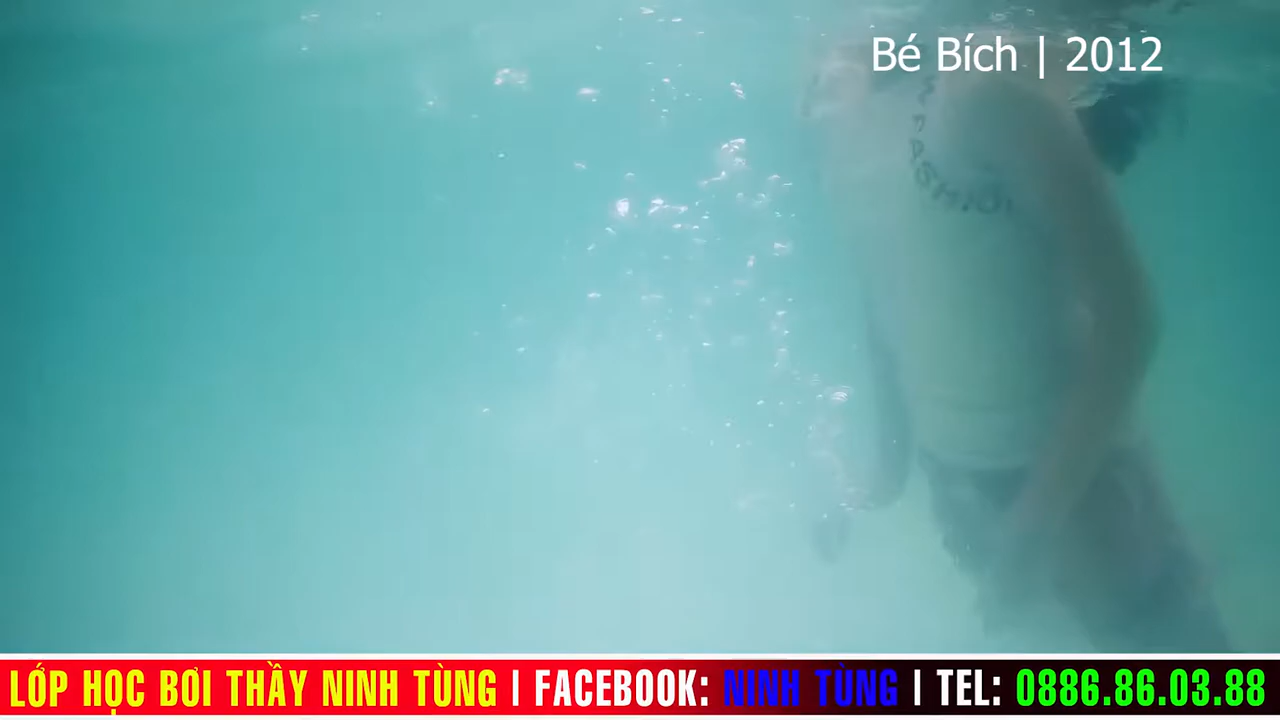 Bé Bích | 2012
LỚP HỌC BƠI THẦY NINH TÙNG I FACEBOOK: NINH TÙNG I TEL: 0886.86.03.88